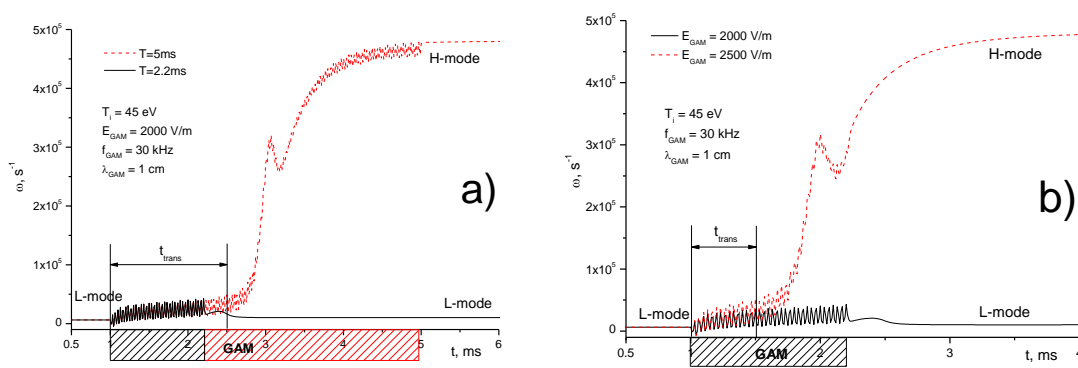 5x10⁵
4x10⁵
3x10⁵
2x10⁵
1x10⁵
0
ω, s⁻¹
T=5ms
T=2.2ms
Tᵢ = 45 eV
E_GAM = 2000 V/m
f_GAM = 30 kHz
λ_GAM = 1 cm
H-mode
a)
t_trans
L-mode
L-mode
GAM
0.5 1 2 3 4 5 6
t, ms
5x10⁵
4x10⁵
3x10⁵
2x10⁵
1x10⁵
0
ω, s⁻¹
E_GAM = 2000 V/m
E_GAM = 2500 V/m
Tᵢ = 45 eV
f_GAM = 30 kHz
λ_GAM = 1 cm
H-mode
b)
t_trans
L-mode
L-mode
GAM
0.5 1 2 3 4
t, ms